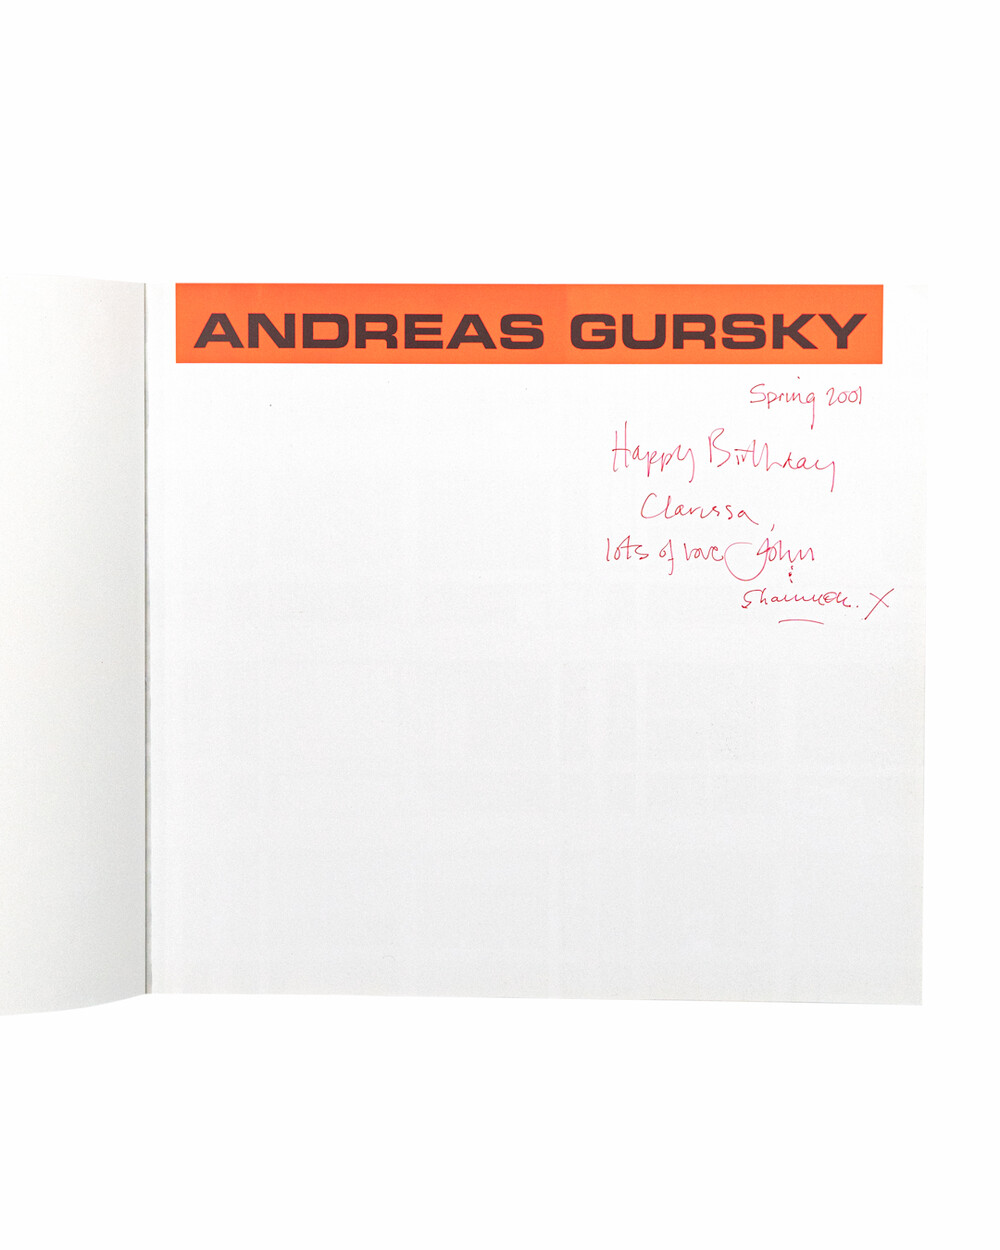 ANDREAS GURSKY
Spring 2001
Happy Birthday
Clarissa,
lots of love John
X